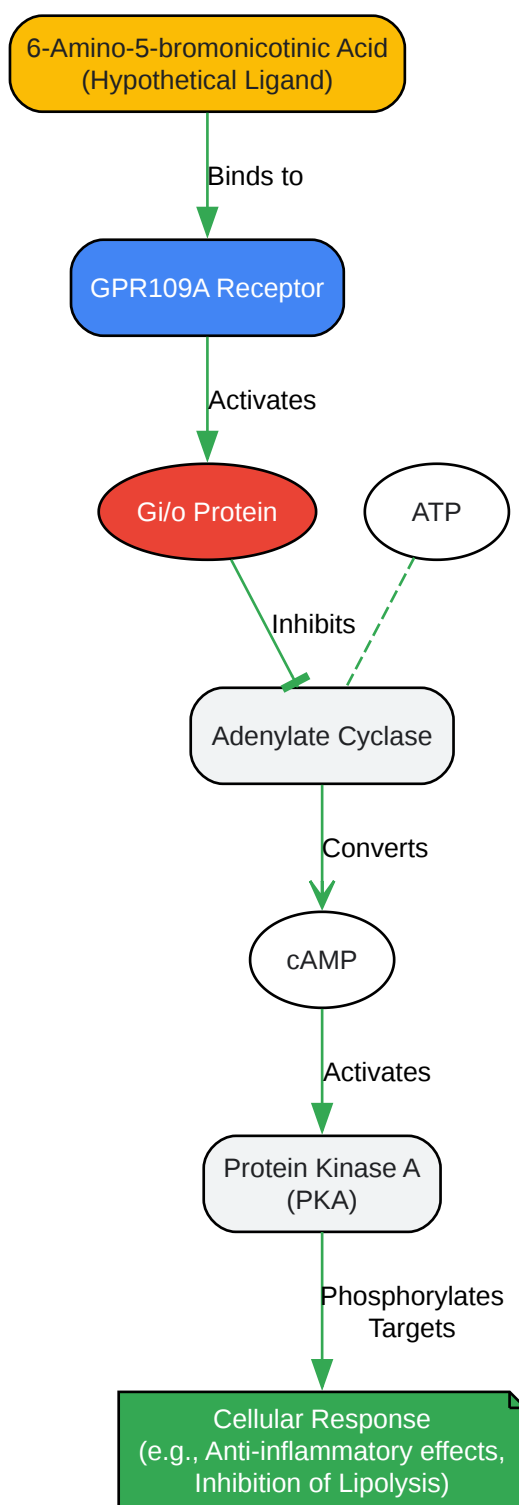 6-Amino-5-bromonicotinic Acid
(Hypothetical Ligand)
Binds to
GPR109A Receptor
Activates
Gi/o Protein
ATP
Inhibits
Adenylate Cyclase
Converts
cAMP
Activates
Protein Kinase A
(PKA)
Phosphorylates
Targets
Cellular Response
(e.g., Anti-inflammatory effects,
Inhibition of Lipolysis)